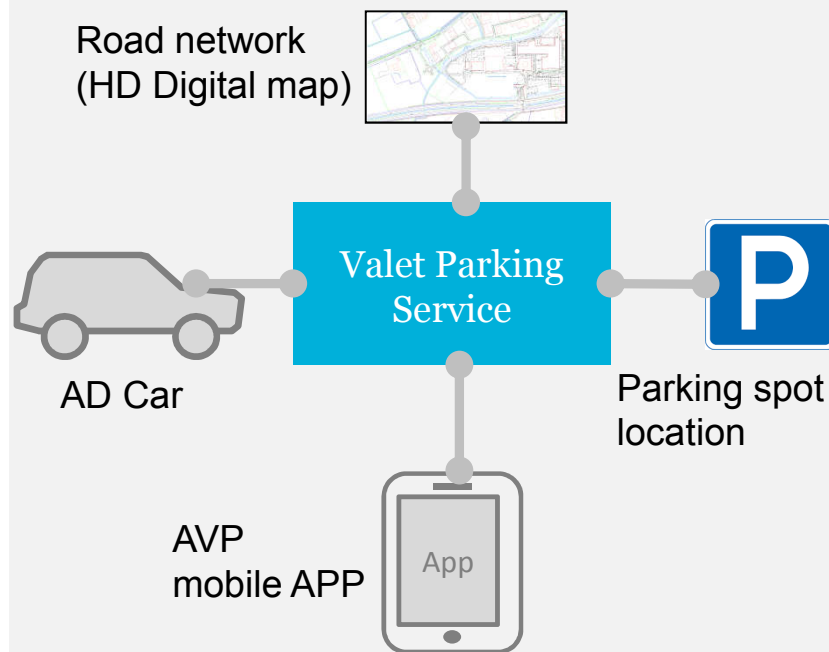 Road network
(HD Digital map)
Valet Parking
Service
P
AD Car
Parking spot
location
AVP
mobile APP
App